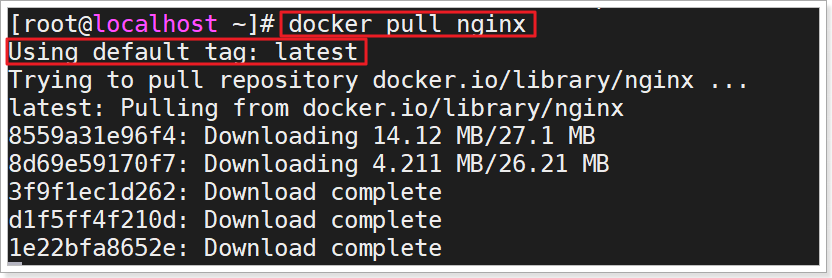 [root@localhost ~]# docker pull nginx
Using default tag: latest
Trying to pull repository docker.io/library/nginx ...
latest: Pulling from docker.io/library/nginx
8559a31e96f4: Downloading 14.12 MB/27.1 MB
8d69e59170f7: Downloading 4.211 MB/26.21 MB
3f9f1ec1d262: Download complete
d1f5ff4f210d: Download complete
1e22bfa8652e: Download complete